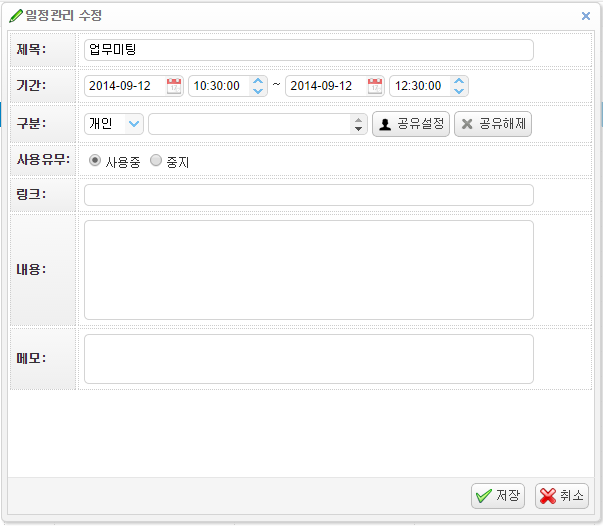 일정관리 수정
제목: 업무미팅
기간: 2014-09-12 10:30:00 ~ 2014-09-12 12:30:00
구분: 개인 공유설정 공유해제
사용유무: 사용중 중지
링크:
내용:
메모:
저장 취소